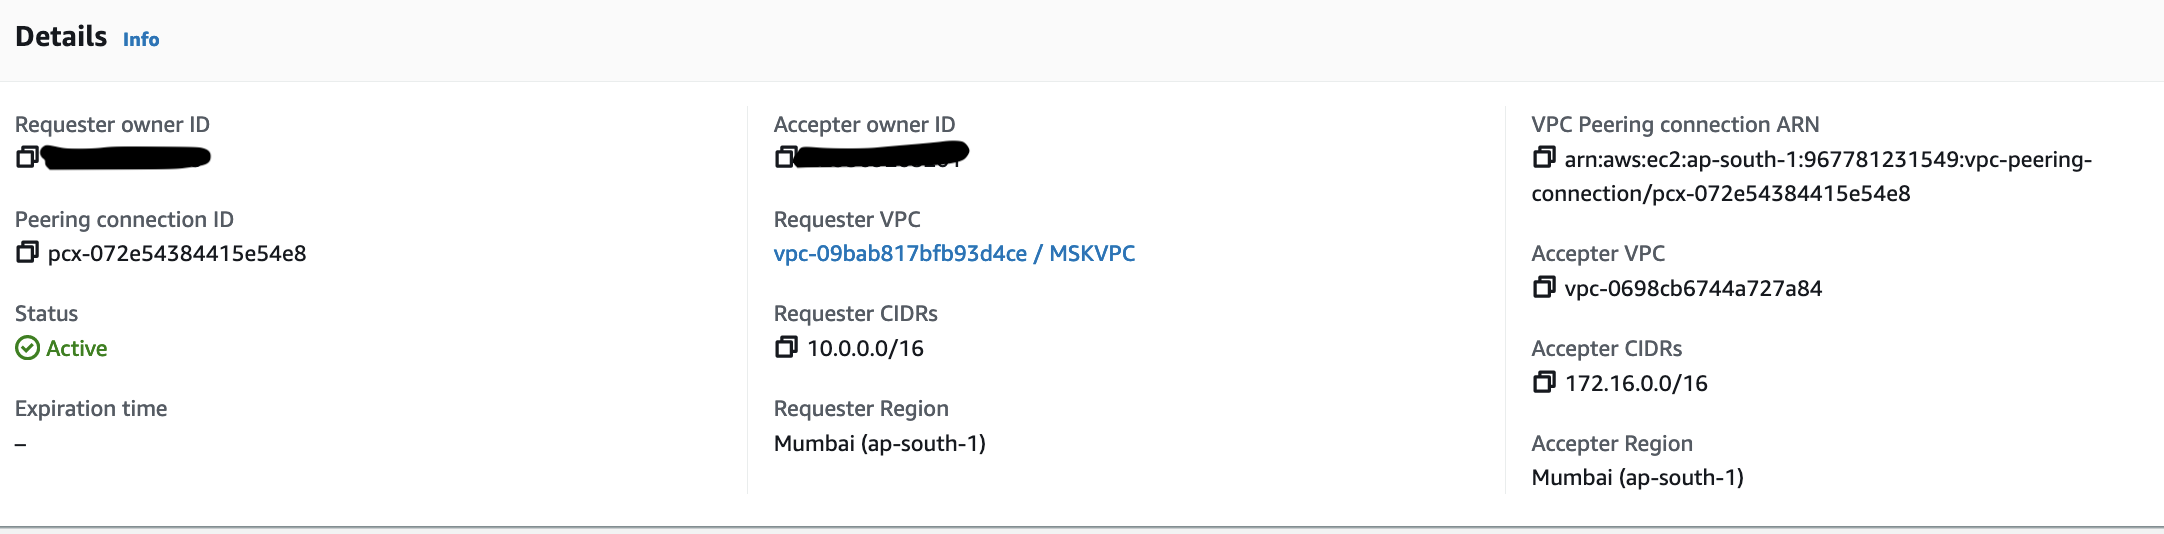 Details Info
Requester owner ID
Peering connection ID
pcx-072e54384415e54e8
Status
Active
Expiration time
–
Accepter owner ID
Requester VPC
vpc-09bab817bfb93d4ce / MSKVPC
Requester CIDRs
10.0.0.0/16
Requester Region
Mumbai (ap-south-1)
VPC Peering connection ARN
arn:aws:ec2:ap-south-1:967781231549:vpc-peering-
connection/pcx-072e54384415e54e8
Accepter VPC
vpc-0698cb6744a727a84
Accepter CIDRs
172.16.0.0/16
Accepter Region
Mumbai (ap-south-1)